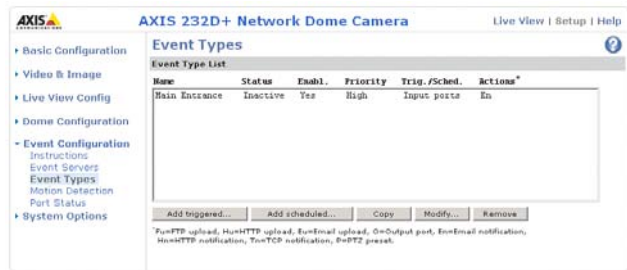 AXIS
COMMUNICATIONS
AXIS 232D+ Network Dome Camera
Live View | Setup | Help
Basic Configuration
Video & Image
Live View Config
Dome Configuration
Event Configuration
Instructions
Event Servers
Event Types
Motion Detection
Port Status
System Options
Event Types
?
Event Type List
Name Status Enabl. Priority Trig./Sched. Actions*
Main Entrance Inactive Yes High Input ports En
Add triggered... Add scheduled... Copy Modify... Remove
*Fu=FTP upload, Hu=HTTP upload, Eu=Email upload, O=Output port, En=Email notification,
Hn=HTTP notification, Tn=TCP notification, P=PTZ preset.